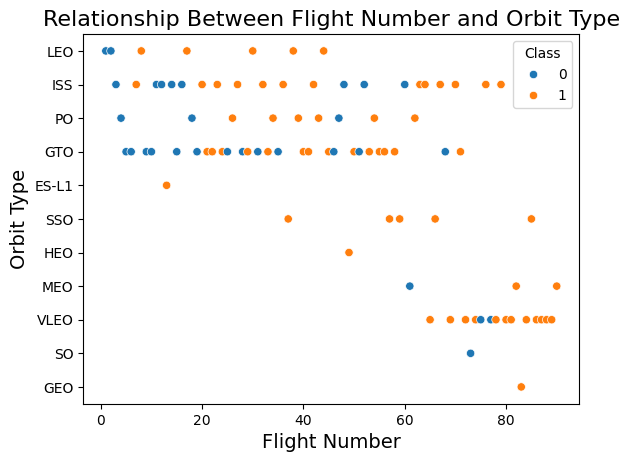 Relationship Between Flight Number and Orbit Type
LEO
ISS
PO
GTO
ES-L1
SSO
HEO
MEO
VLEO
SO
GEO
Orbit Type
Class
0
1
0
20
40
60
80
Flight Number